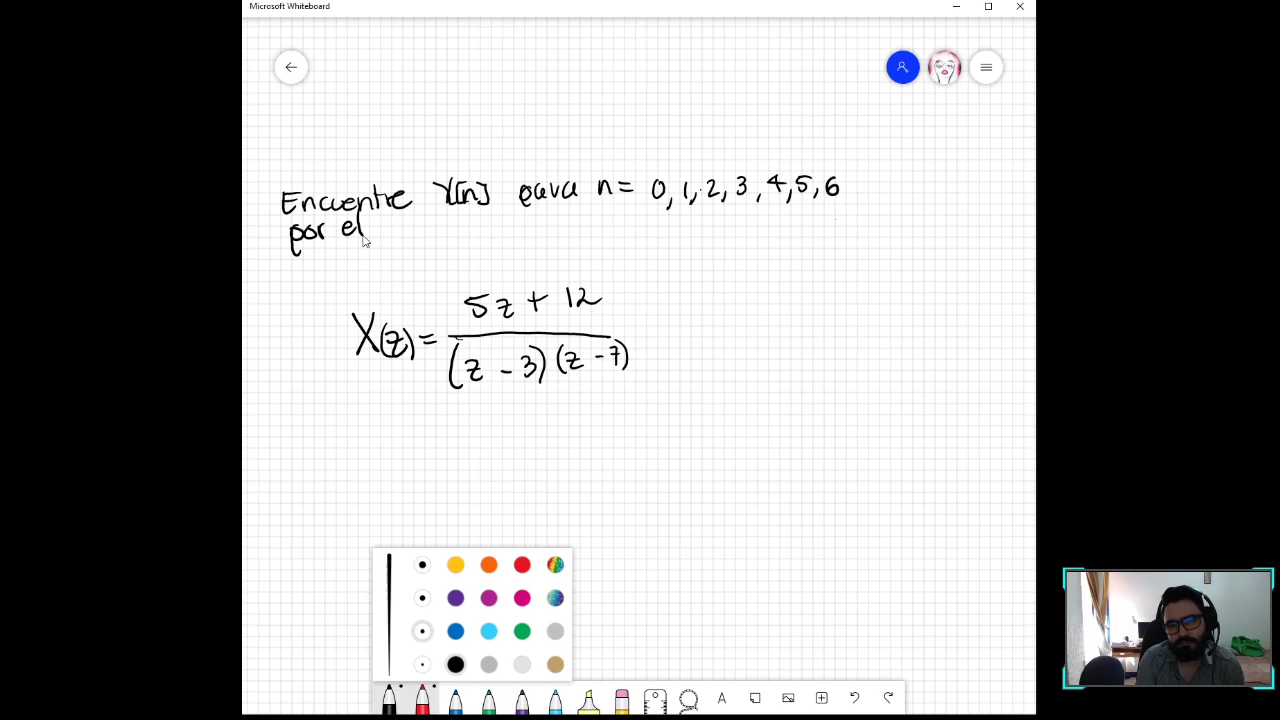 Microsoft Whiteboard
Encuentre X[n] para n = 0, 1, 2, 3, 4, 5, 6
por el
X(z) = 5z + 12
(z - 3)(z - 7)
A